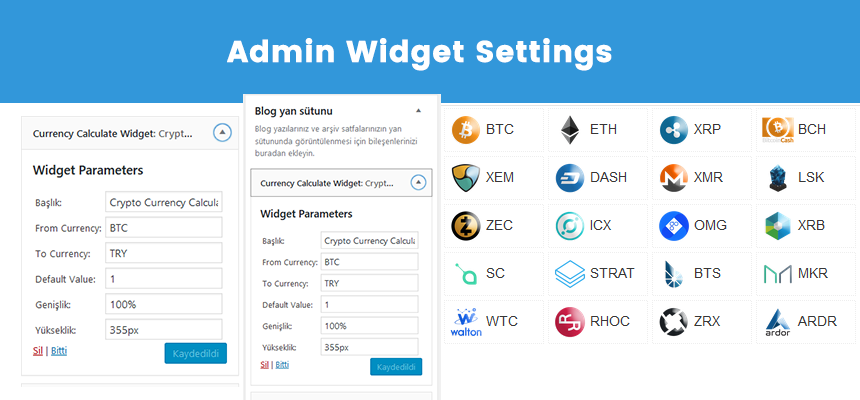 Admin Widget Settings
Currency Calculate Widget: Crypt...
Widget Parameters
Başlık: Crypto Currency Calcula
From Currency: BTC
To Currency: TRY
Default Value: 1
Genişlik: 100%
Yükseklik: 355px
Sil | Bitti Kaydedildi
Blog yan sütunu
Blog yazılarınız ve arşiv satfalarınızın yan
sütununda görüntülenmesi için bileşenlerinizi
buradan ekleyin.
Currency Calculate Widget: Crypt...
Widget Parameters
Başlık: Crypto Currency Calcula
From Currency: BTC
To Currency: TRY
Default Value: 1
Genişlik: 100%
Yükseklik: 355px
Sil | Bitti Kaydedildi
BTC ETH XRP BitcoinCash BCH
XEM DASH XMR LSK
ZEC ICX OMG XRB
SC STRAT BTS MKR
walton WTC RHOC ZRX ardor ARDR